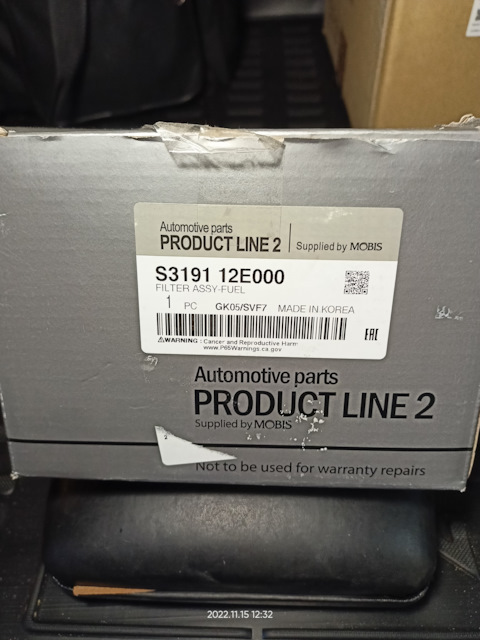 Automotive parts
PRODUCT LINE 2
Supplied by MOBIS
S3191 12E000
FILTER ASSY-FUEL
1 PC GK05/SVF7 MADE IN KOREA
EAC
⚠WARNING : Cancer and Reproductive Harm
www.P65Warnings.ca.gov
Automotive parts
PRODUCT LINE 2
Supplied by MOBIS
Not to be used for warranty repairs
2022.11.15 12:32